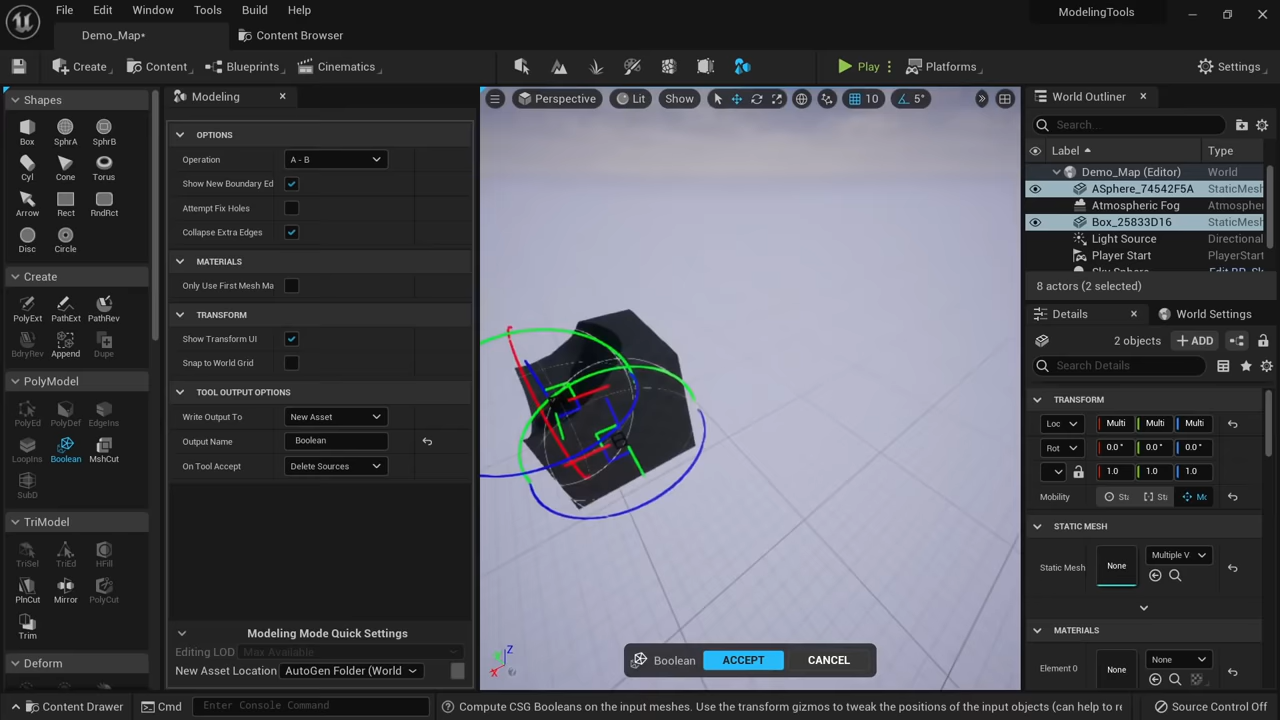 File Edit Window Tools Build Help
ModelingTools
Demo_Map*
Content Browser
Create
Content
Blueprints
Cinematics
Play
Platforms
Settings
Shapes
Box SphrA SphrB
Cyl Cone Torus
Arrow Rect RndRct
Disc Circle
Create
PolyExt PathExt PathRev
BdryRev Append Dupe
PolyModel
PolyEd PolyDef EdgeIns
LoopIns Boolean MshCut
SubD
TriModel
TriSel TriEd HFill
PlnCut Mirror PolyCut
Trim
Deform
Modeling
OPTIONS
Operation A - B
Show New Boundary Ed
Attempt Fix Holes
Collapse Extra Edges
MATERIALS
Only Use First Mesh Ma
TRANSFORM
Show Transform UI
Snap to World Grid
TOOL OUTPUT OPTIONS
Write Output To New Asset
Output Name Boolean
On Tool Accept Delete Sources
Modeling Mode Quick Settings
Editing LOD Max Available
New Asset Location AutoGen Folder (World
Perspective
Lit
Show
10
5°
Z
X
Boolean ACCEPT CANCEL
World Outliner
Search...
Label Type
Demo_Map (Editor) World
ASphere_74542F5A StaticMesh
Atmospheric Fog Atmospher
Box_25833D16 StaticMesh
Light Source Directional
Player Start PlayerStart
8 actors (2 selected)
Details
World Settings
2 objects
ADD
Search Details
TRANSFORM
Loc Multi Multi Multi
Rot 0.0° 0.0° 0.0°
1.0 1.0 1.0
Mobility Sta Sta Mo
STATIC MESH
Static Mesh None Multiple V
MATERIALS
Element 0 None None
Content Drawer
Cmd
Enter Console Command
Compute CSG Booleans on the input meshes. Use the transform gizmos to tweak the positions of the input objects (can help to re
Source Control Off